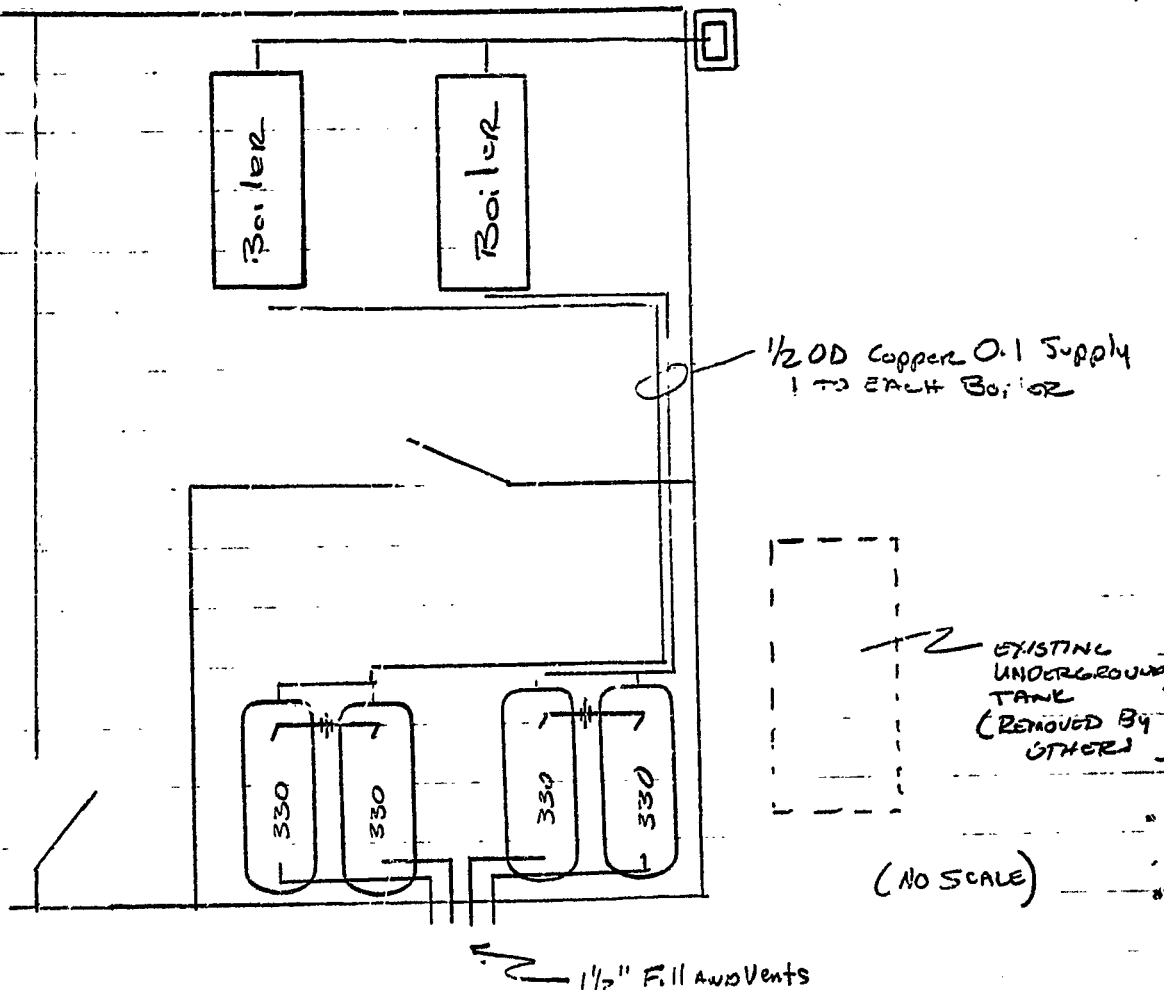 Boiler
Boiler
1/2 OD Copper Oil Supply
1 TO EACH Boiler
EXISTING
UNDERGROUND
TANK
(REMOVED By
OTHERS
330
330
330
330
(NO SCALE)
1 1/2" Fill AND Vents